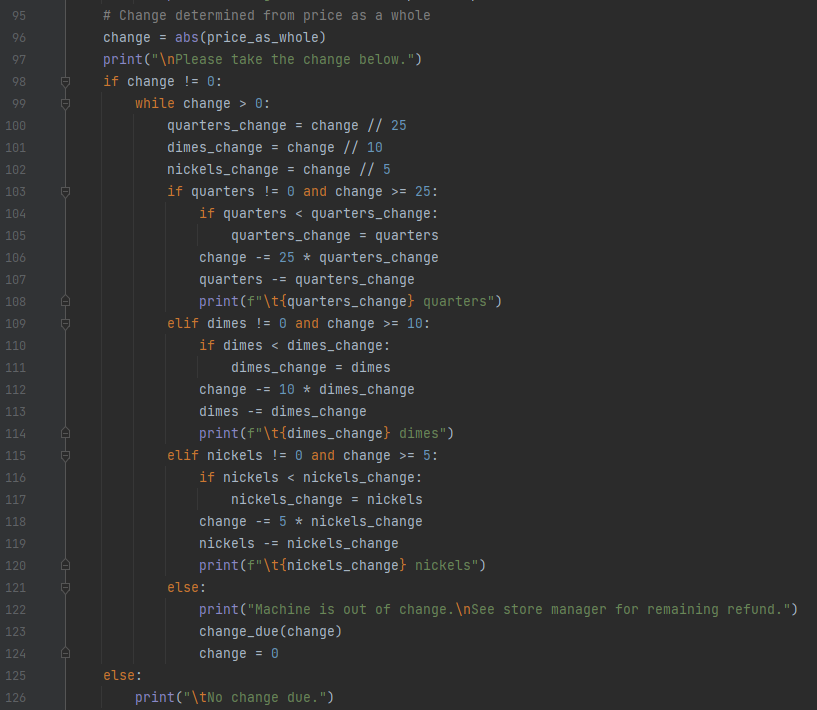 95 # Change determined from price as a whole
96 change = abs(price_as_whole)
97 print("\nPlease take the change below.")
98 if change != 0:
99 while change > 0:
100 quarters_change = change // 25
101 dimes_change = change // 10
102 nickels_change = change // 5
103 if quarters != 0 and change >= 25:
104 if quarters < quarters_change:
105 quarters_change = quarters
106 change -= 25 * quarters_change
107 quarters -= quarters_change
108 print(f"\t{quarters_change} quarters")
109 elif dimes != 0 and change >= 10:
110 if dimes < dimes_change:
111 dimes_change = dimes
112 change -= 10 * dimes_change
113 dimes -= dimes_change
114 print(f"\t{dimes_change} dimes")
115 elif nickels != 0 and change >= 5:
116 if nickels < nickels_change:
117 nickels_change = nickels
118 change -= 5 * nickels_change
119 nickels -= nickels_change
120 print(f"\t{nickels_change} nickels")
121 else:
122 print("Machine is out of change.\nSee store manager for remaining refund.")
123 change_due(change)
124 change = 0
125 else:
126 print("\tNo change due.")